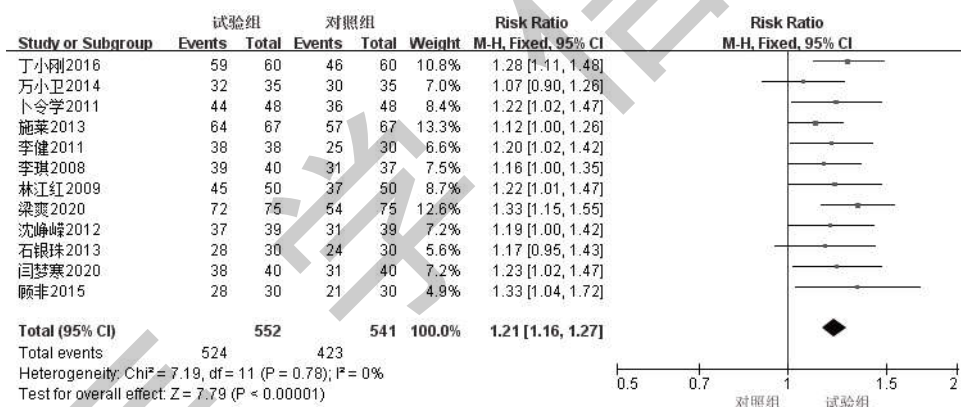 试验组 对照组 Risk Ratio Risk Ratio
Study or Subgroup Events Total Events Total Weight M-H, Fixed, 95% CI M-H, Fixed, 95% CI
丁小刚2016 59 60 46 60 10.8% 1.28 [1.11, 1.48]
万小卫2014 32 35 30 35 7.0% 1.07 [0.90, 1.26]
卜令学2011 44 48 36 48 8.4% 1.22 [1.02, 1.47]
施莱2013 64 67 57 67 13.3% 1.12 [1.00, 1.26]
李健2011 38 38 25 30 6.6% 1.20 [1.02, 1.42]
李琪2008 39 40 31 37 7.5% 1.16 [1.00, 1.35]
林江红2009 45 50 37 50 8.7% 1.22 [1.01, 1.47]
梁爽2020 72 75 54 75 12.6% 1.33 [1.15, 1.55]
沈峥嵘2012 37 39 31 39 7.2% 1.19 [1.00, 1.42]
石银珠2013 28 30 24 30 5.6% 1.17 [0.95, 1.43]
闫梦寒2020 38 40 31 40 7.2% 1.23 [1.02, 1.47]
顾非2015 28 30 21 30 4.9% 1.33 [1.04, 1.72]
Total (95% CI) 552 541 100.0% 1.21 [1.16, 1.27]
Total events 524 423
Heterogeneity: Chi² = 7.19, df = 11 (P = 0.78); I² = 0%
Test for overall effect: Z = 7.79 (P < 0.00001)
0.5 0.7 1 1.5 2
对照组 试验组